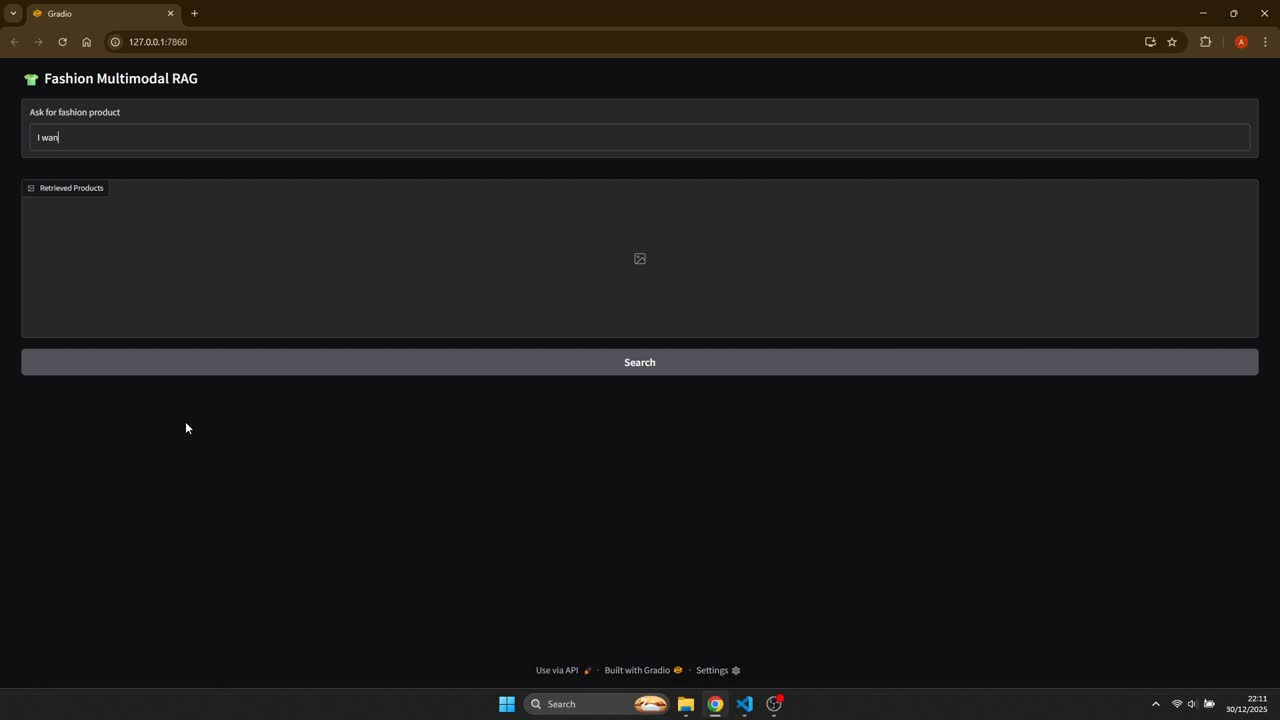 Gradio
127.0.0.1:7860
A
Fashion Multimodal RAG
Ask for fashion product
I wan
Retrieved Products
Search
Use via API · Built with Gradio · Settings
Search
22:11
30/12/2025